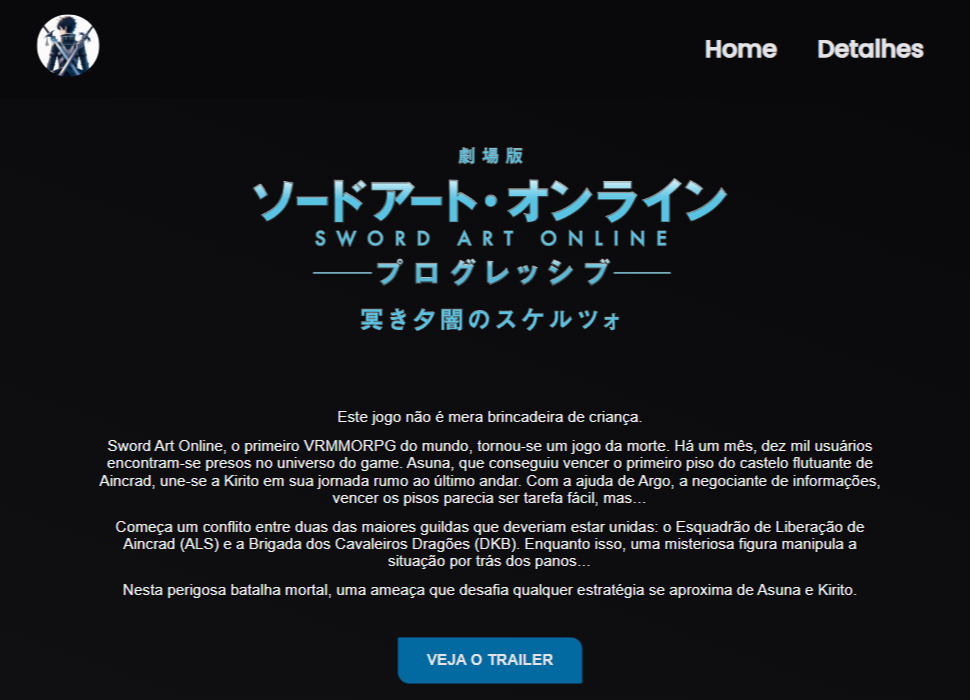 Home Detalhes
劇場版
ソードアート・オンライン
SWORD ART ONLINE
プログレッシブ
冥き夕闇のスケルツォ
Este jogo não é mera brincadeira de criança.
Sword Art Online, o primeiro VRMMORPG do mundo, tornou-se um jogo da morte. Há um mês, dez mil usuários
encontram-se presos no universo do game. Asuna, que conseguiu vencer o primeiro piso do castelo flutuante de
Aincrad, une-se a Kirito em sua jornada rumo ao último andar. Com a ajuda de Argo, a negociante de informações,
vencer os pisos parecia ser tarefa fácil, mas…
Começa um conflito entre duas das maiores guildas que deveriam estar unidas: o Esquadrão de Liberação de
Aincrad (ALS) e a Brigada dos Cavaleiros Dragões (DKB). Enquanto isso, uma misteriosa figura manipula a
situação por trás dos panos…
Nesta perigosa batalha mortal, uma ameaça que desafia qualquer estratégia se aproxima de Asuna e Kirito.
VEJA O TRAILER